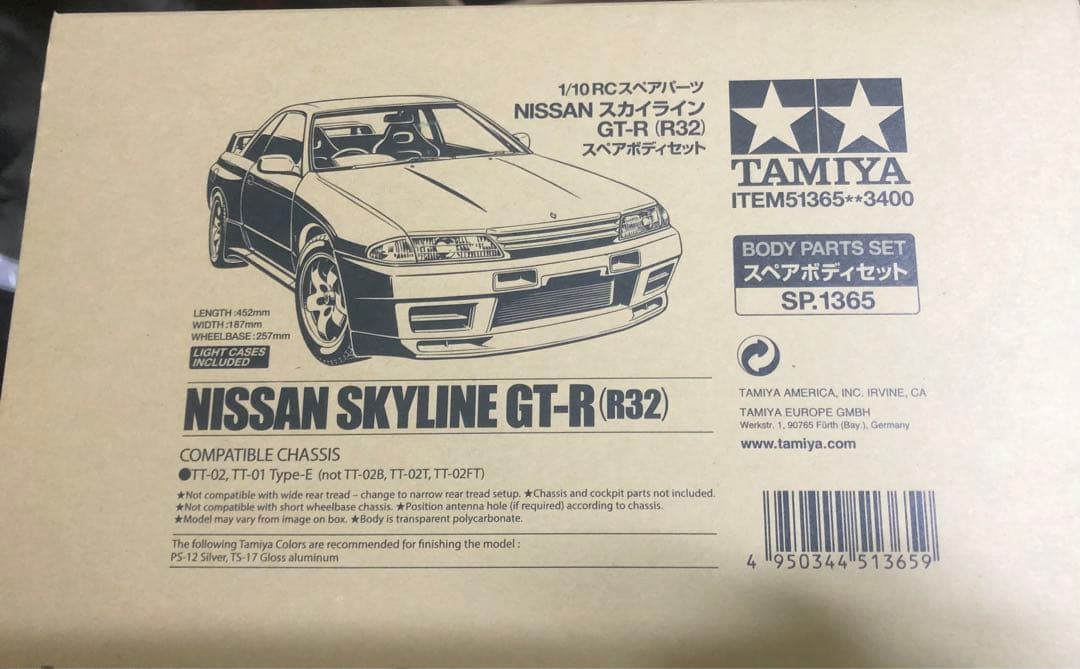 1/10 RCスペアパーツ
NISSAN スカイライン
GT-R (R32)
スペアボディセット
TAMIYA
ITEM51365**3400
BODY PARTS SET
スペアボディセット
SP.1365
LENGTH :452mm
WIDTH :187mm
WHEELBASE :257mm
LIGHT CASES
INCLUDED
NISSAN SKYLINE GT-R (R32)
COMPATIBLE CHASSIS
●TT-02, TT-01 Type-E (not TT-02B, TT-02T, TT-02FT)
★Not compatible with wide rear tread – change to narrow rear tread setup. ★Chassis and cockpit parts not included.
★Not compatible with short wheelbase chassis. ★Position antenna hole (if required) according to chassis.
★Model may vary from image on box. ★Body is transparent polycarbonate.
The following Tamiya Colors are recommended for finishing the model :
PS-12 Silver, TS-17 Gloss aluminum
TAMIYA AMERICA, INC. IRVINE, CA
TAMIYA EUROPE GMBH
Werkstr. 1, 90765 Fürth (Bay.), Germany
www.tamiya.com
4 950344 513659